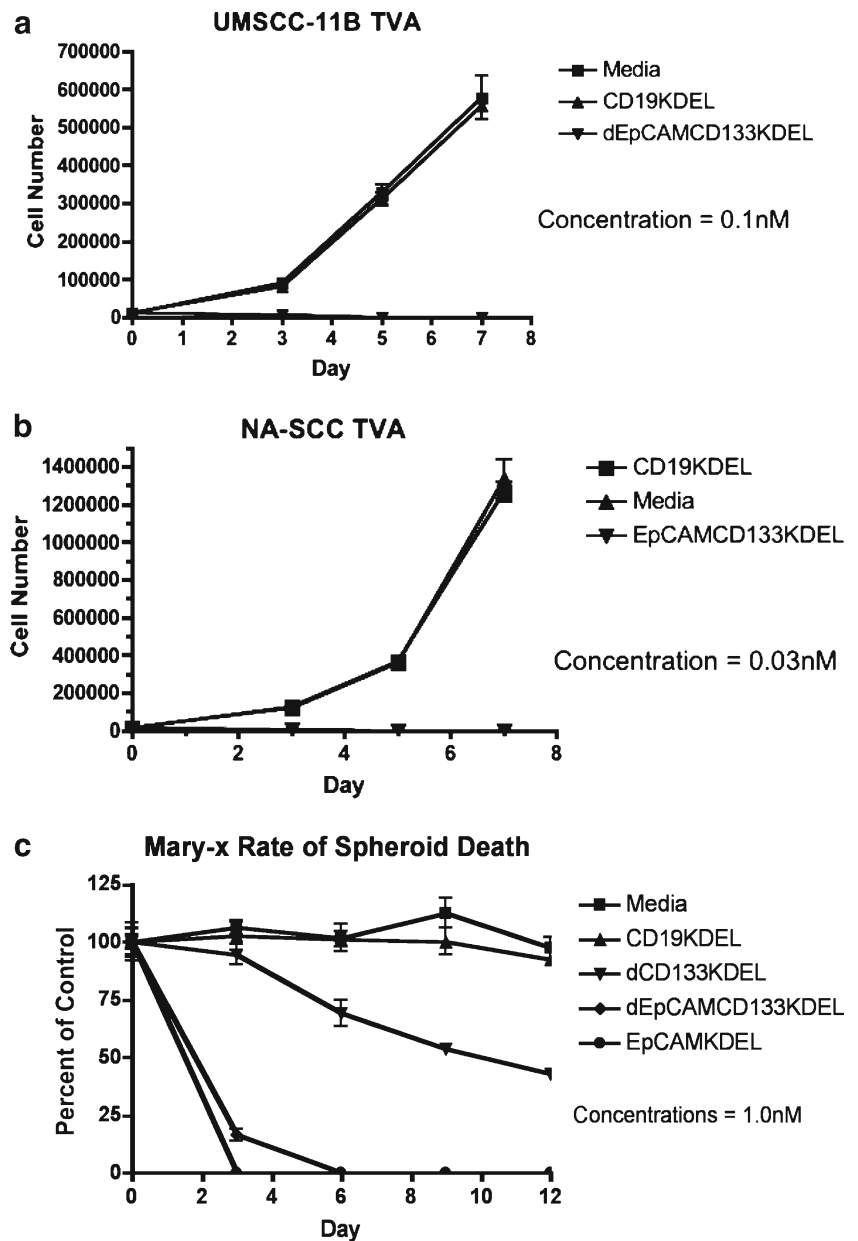 a
UMSCC-11B TVA
700000
600000
500000
400000
300000
200000
100000
0
Cell Number
0 1 2 3 4 5 6 7 8
Day
Media
CD19KDEL
dEpCAMCD133KDEL
Concentration = 0.1nM
b
NA-SCC TVA
1400000
1200000
1000000
800000
600000
400000
200000
0
Cell Number
0 2 4 6 8
Day
CD19KDEL
Media
EpCAMCD133KDEL
Concentration = 0.03nM
c
Mary-x Rate of Spheroid Death
125
100
75
50
25
0
Percent of Control
0 2 4 6 8 10 12
Day
Media
CD19KDEL
dCD133KDEL
dEpCAMCD133KDEL
EpCAMKDEL
Concentrations = 1.0nM